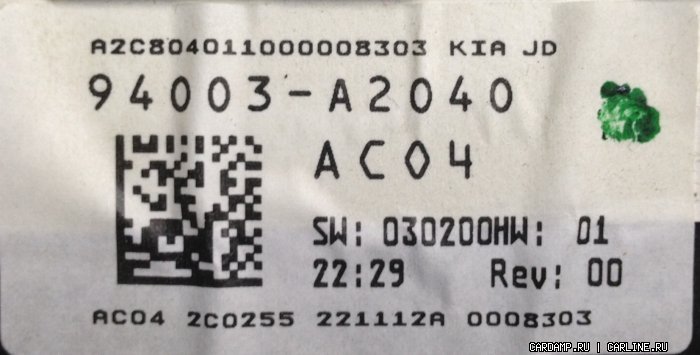 A2C804011000008303 KIA JD
94003-A2040
AC04
SW: 030200HW: 01
22:29 Rev: 00
AC04 2C0255 221112A 0008303
CARDAMP.RU | CARLINE.RU